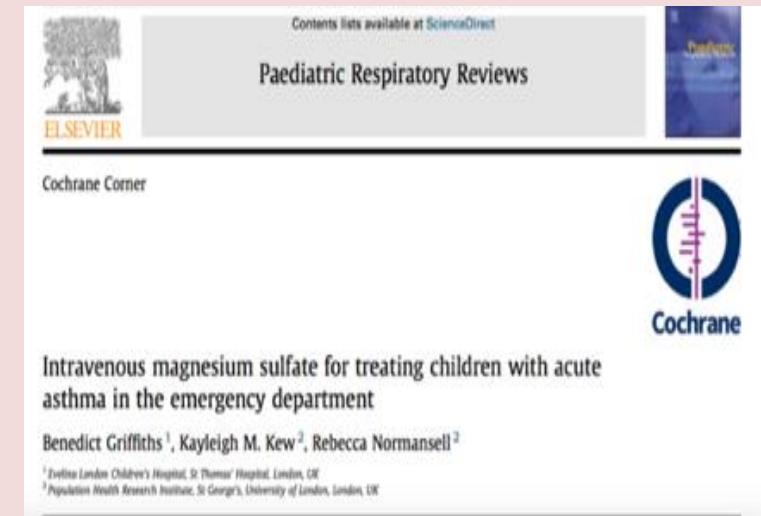 Contents lists available at ScienceDirect
Paediatric Respiratory Reviews
Paediatric
ELSEVIER
Cochrane Corner
Cochrane
Intravenous magnesium sulfate for treating children with acute
asthma in the emergency department
Benedict Griffiths 1, Kayleigh M. Kew 2, Rebecca Normansell 2
1 Evelina London Children's Hospital, St Thomas' Hospital, London, UK
2 Population Health Research Institute, St George's, University of London, London, UK